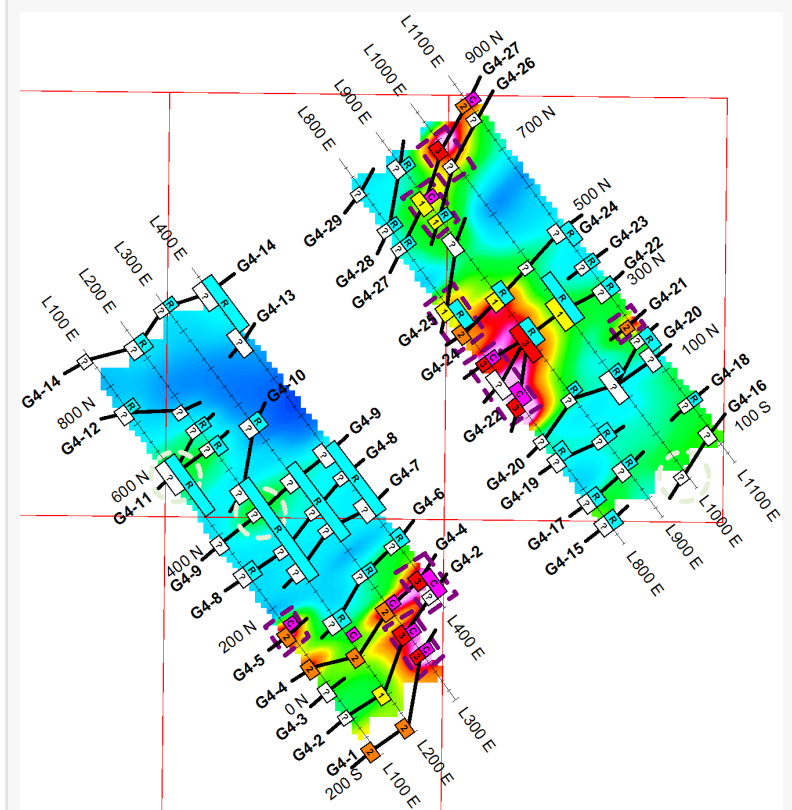 L1100 E
900 N
G4-27
G4-26
L1000 E
L900 E
L800 E
700 N
500 N
G4-24
G4-23
G4-22
300 N
G4-21
G4-20
100 N
G4-18
G4-16
100 S
L1100 E
L1000 E
L900 E
L800 E
G4-29
G4-28
G4-27
G4-25
G4-24
G4-22
G4-20
G4-19
G4-17
G4-15
L400 E
L300 E
L200 E
L100 E
G4-14
G4-13
G4-14
G4-10
800 N
G4-12
G4-9
G4-8
G4-7
G4-6
600 N
G4-11
G4-4
G4-2
400 N
G4-9
G4-8
L400 E
200 N
G4-5
G4-4
L300 E
0 N
G4-3
G4-2
L200 E
G4-1
200 S
L100 E